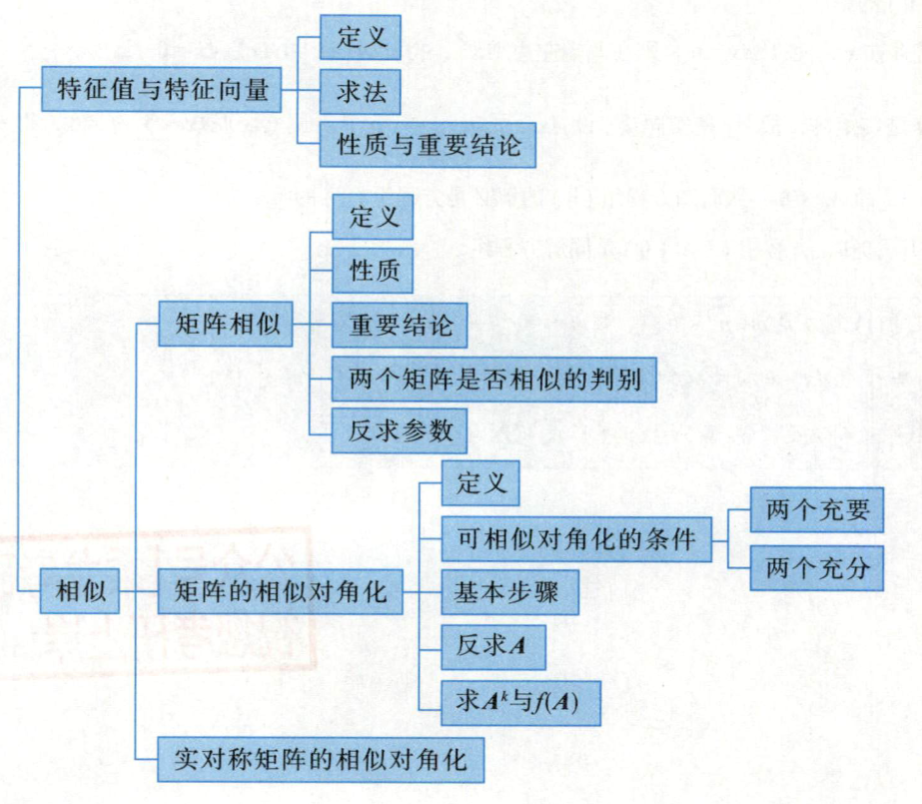 定义
特征值与特征向量
求法
性质与重要结论
定义
性质
矩阵相似
重要结论
两个矩阵是否相似的判别
反求参数
定义
可相似对角化的条件
两个充要
两个充分
相似
矩阵的相似对角化
基本步骤
反求A
求Aᵏ与f(A)
实对称矩阵的相似对角化